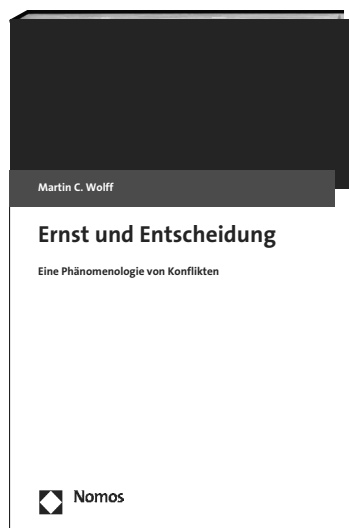 Martin C. Wolff
Ernst und Entscheidung
Eine Phänomenologie von Konflikten
Nomos